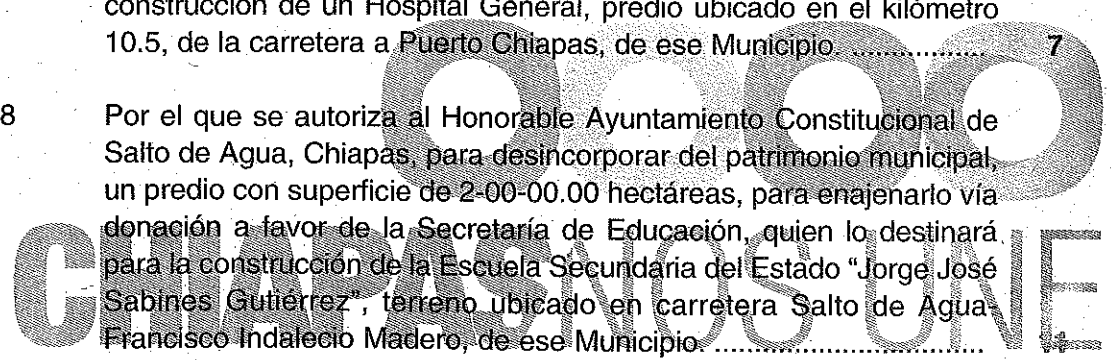 construcción de un Hospital General, predio ubicado en el kilómetro
10.5, de la carretera a Puerto Chiapas, de ese Municipio. .................. 7
8 Por el que se autoriza al Honorable Ayuntamiento Constitucional de
Salto de Agua, Chiapas, para desincorporar del patrimonio municipal,
un predio con superficie de 2-00-00.00 hectáreas, para enajenarlo vía
donación a favor de la Secretaría de Educación, quien lo destinará
para la construcción de la Escuela Secundaria del Estado "Jorge José
Sabines Gutiérrez", terreno ubicado en carretera Salto de Agua-
Francisco Indalecio Madero, de ese Municipio. ..............................
CHIAPAS NOS UNE